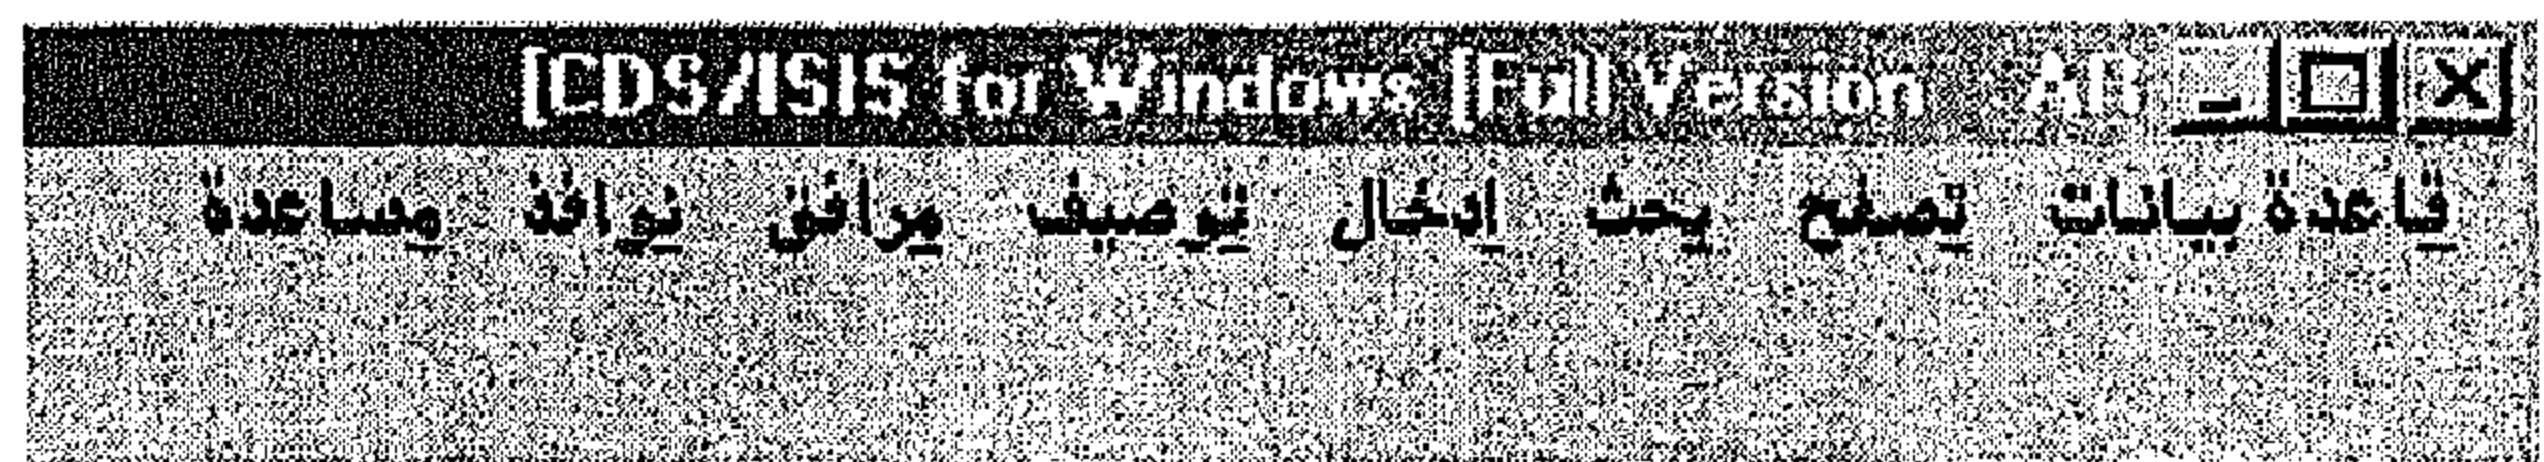 [CDS/ISIS for Windows [Full Version AR
قاعدة بيانات تصفح بحث إدخال توصيف مرافق نوافذ مساعدة